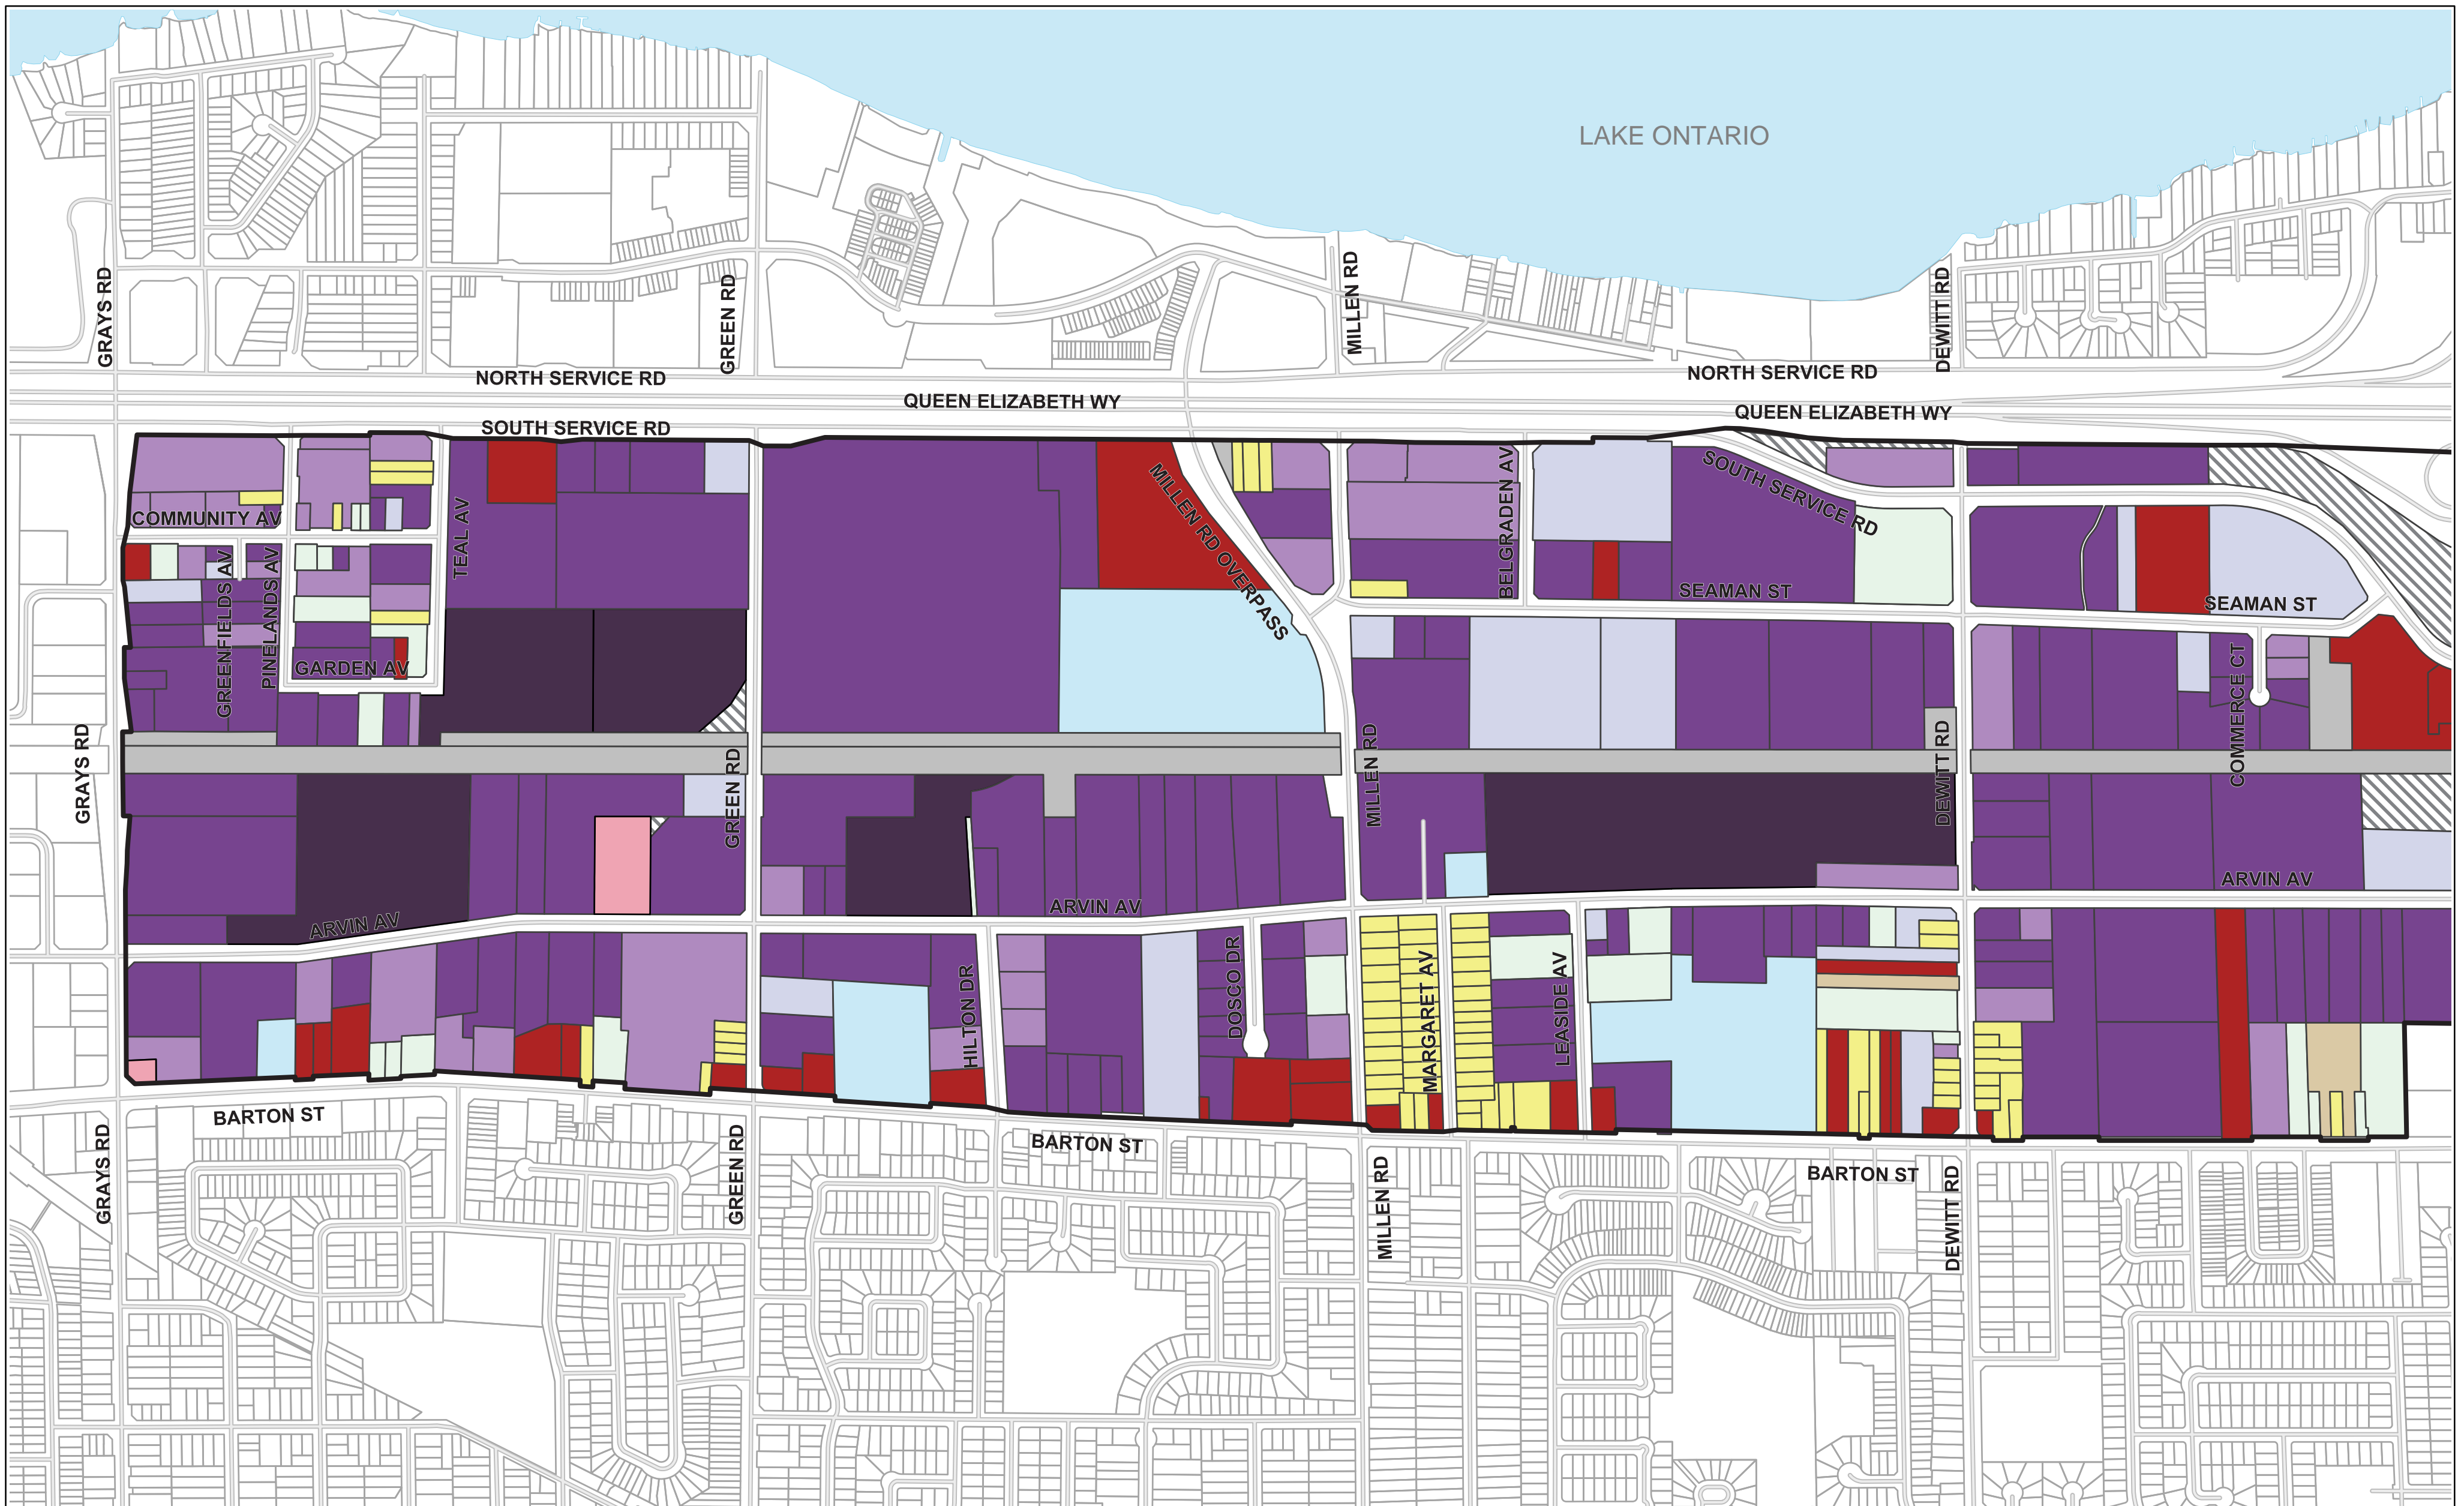 LAKE ONTARIO
GRAYS RD
GREEN RD
MILLEN RD
DEWITT RD
NORTH SERVICE RD
NORTH SERVICE RD
QUEEN ELIZABETH WY
QUEEN ELIZABETH WY
SOUTH SERVICE RD
SOUTH SERVICE RD
MILLEN RD OVERPASS
BELGRADEN AV
COMMUNITY AV
TEAL AV
GREENFIELDS AV
PINELANDS AV
GARDEN AV
SEAMAN ST
SEAMAN ST
COMMERCE CT
GRAYS RD
GREEN RD
MILLEN RD
DEWITT RD
ARVIN AV
ARVIN AV
ARVIN AV
HILTON DR
DOSCO DR
MARGARET AV
LEASIDE AV
BARTON ST
BARTON ST
BARTON ST
GRAYS RD
GREEN RD
MILLEN RD
DEWITT RD